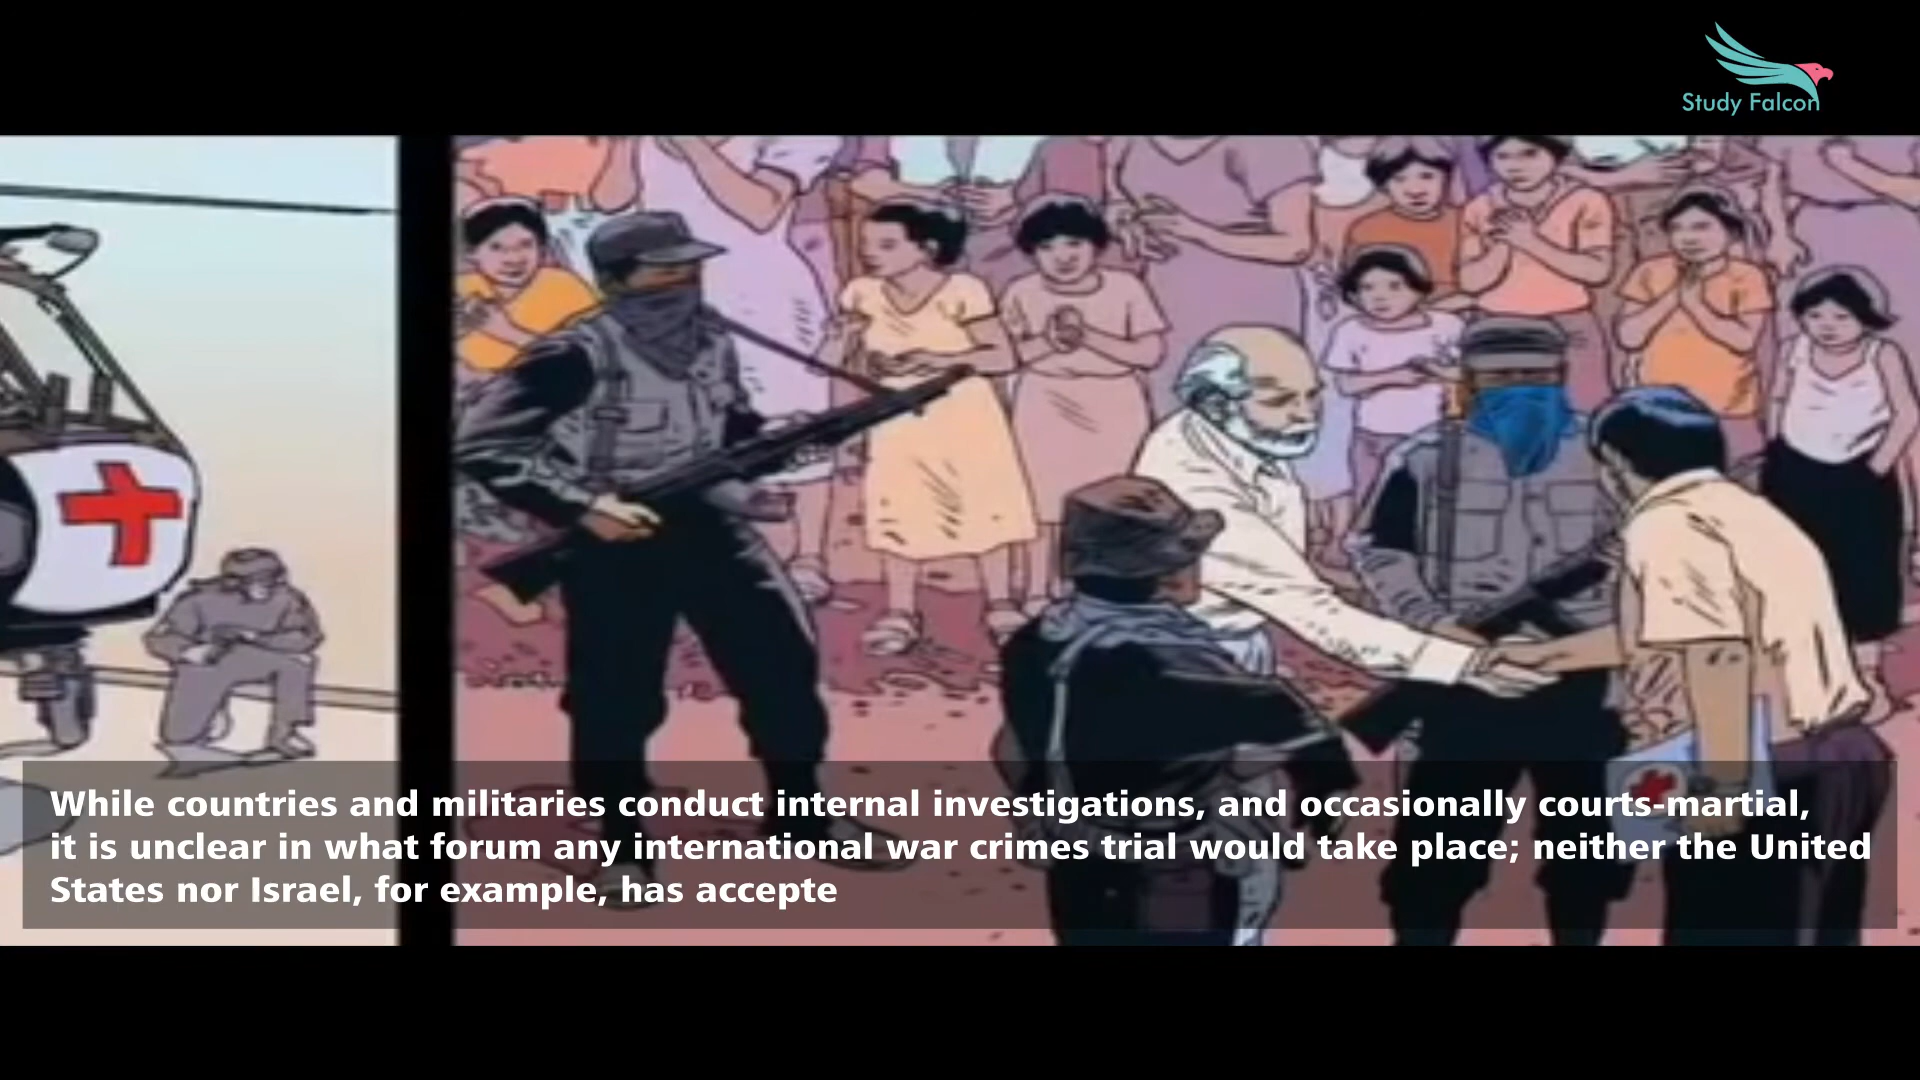 Study Falcon
While countries and militaries conduct internal investigations, and occasionally courts-martial,
it is unclear in what forum any international war crimes trial would take place; neither the United
States nor Israel, for example, has accepte